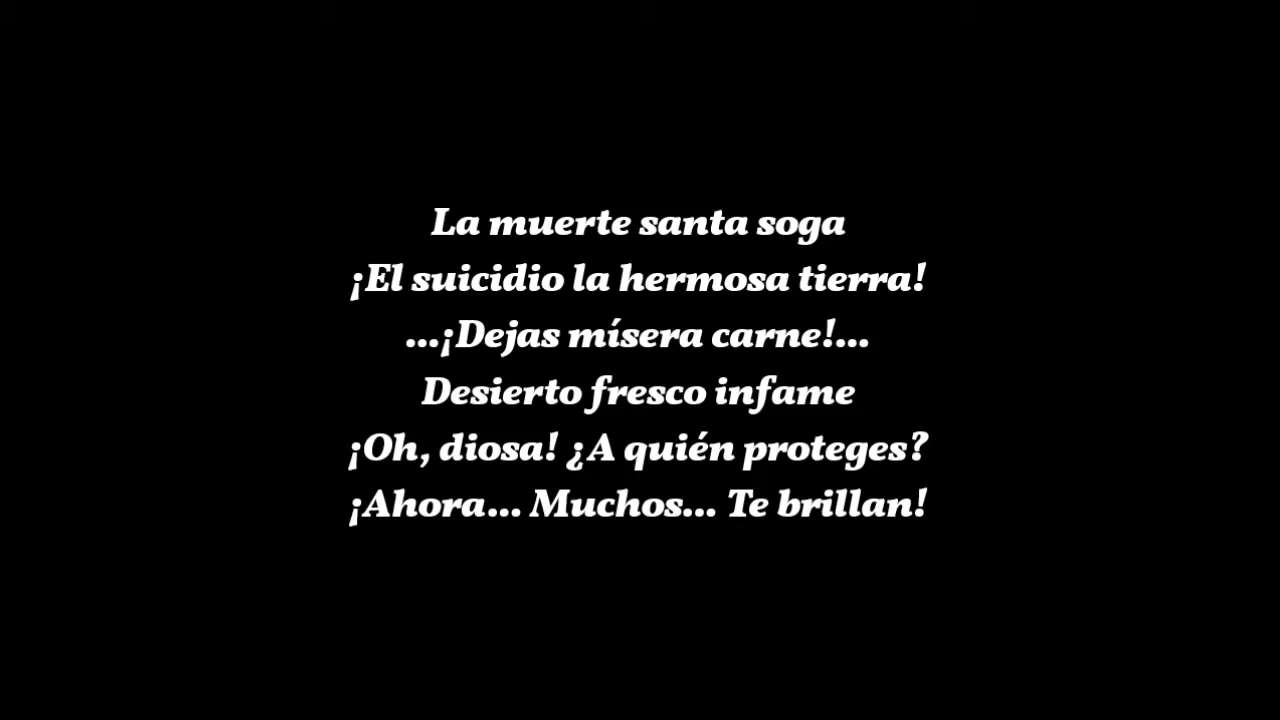 La muerte santa soga
¡El suicidio la hermosa tierra!
...¡Dejas mísera carne!...
Desierto fresco infame
¡Oh, diosa! ¿A quién proteges?
¡Ahora... Muchos... Te brillan!